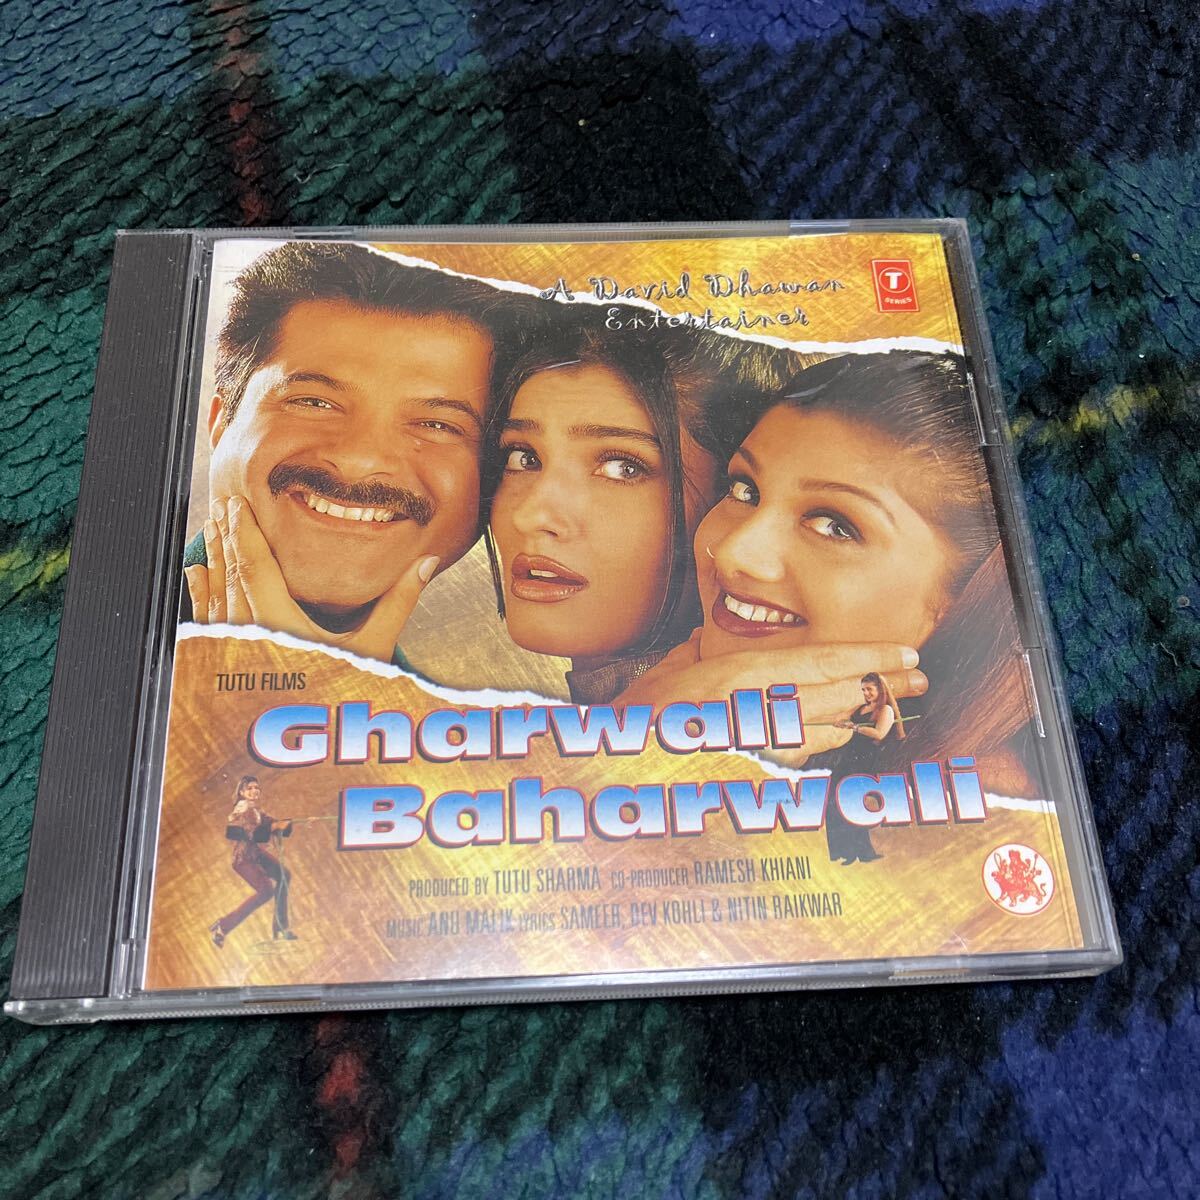 A David Dhawan
Entertainer
T
SERIES
TUTU FILMS
Gharwali
Baharwali
PRODUCED BY TUTU SHARMA CO-PRODUCER RAMESH KHIANI
MUSIC ANU MALIK LYRICS SAMEER, DEV KOHLI & NITIN RAIKWAR